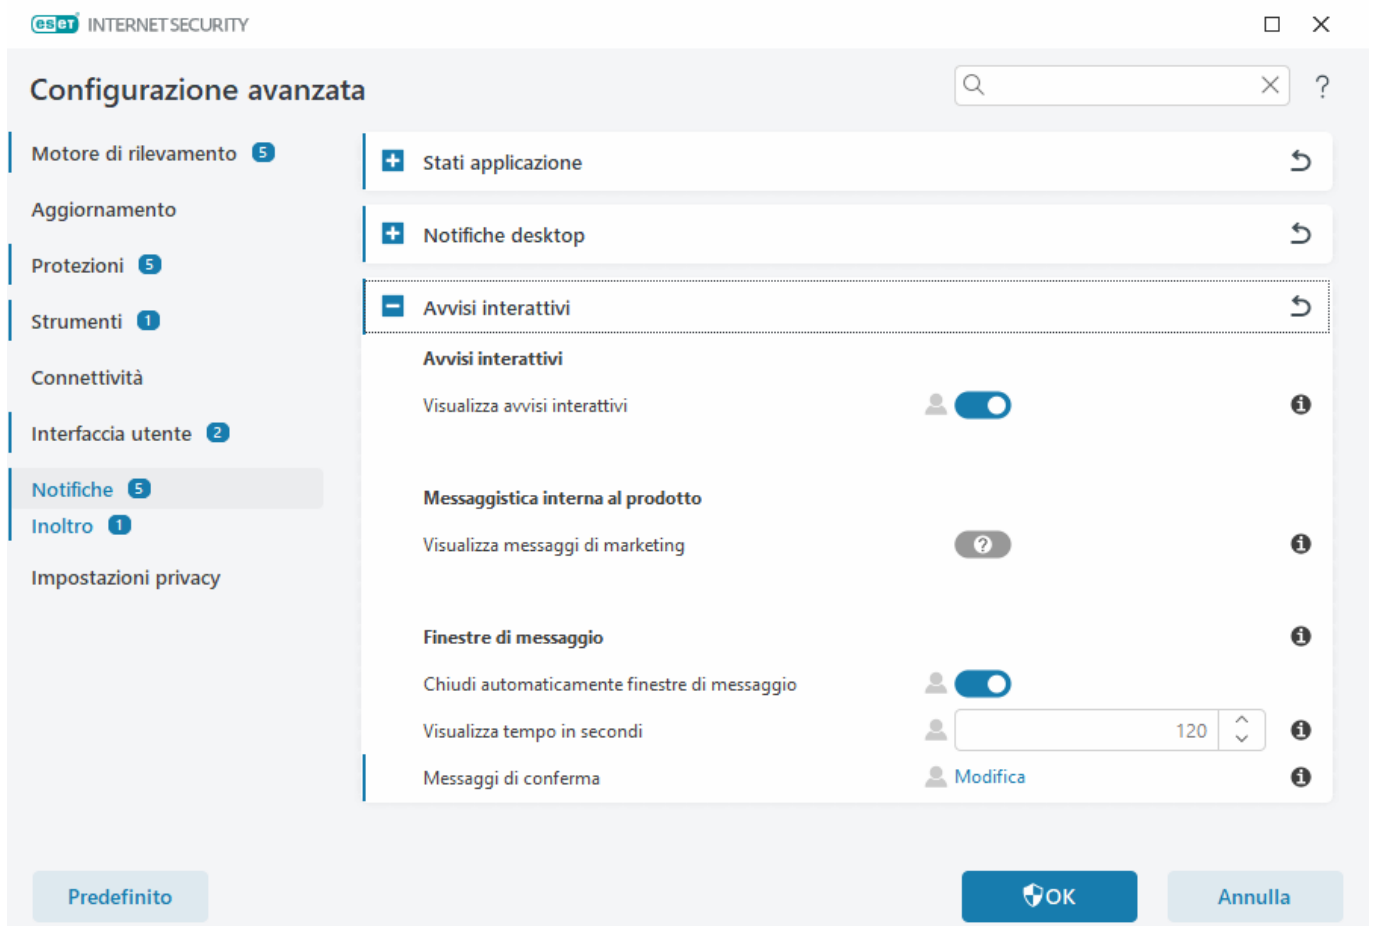 eset INTERNET SECURITY
Configurazione avanzata
?
Motore di rilevamento 5
Aggiornamento
Protezioni 5
Strumenti 1
Connettività
Interfaccia utente 2
Notifiche 5
Inoltro 1
Impostazioni privacy
Stati applicazione
Notifiche desktop
Avvisi interattivi
Avvisi interattivi
Visualizza avvisi interattivi
Messaggistica interna al prodotto
Visualizza messaggi di marketing ?
Finestre di messaggio
Chiudi automaticamente finestre di messaggio
Visualizza tempo in secondi 120
Messaggi di conferma Modifica
Predefinito
OK
Annulla